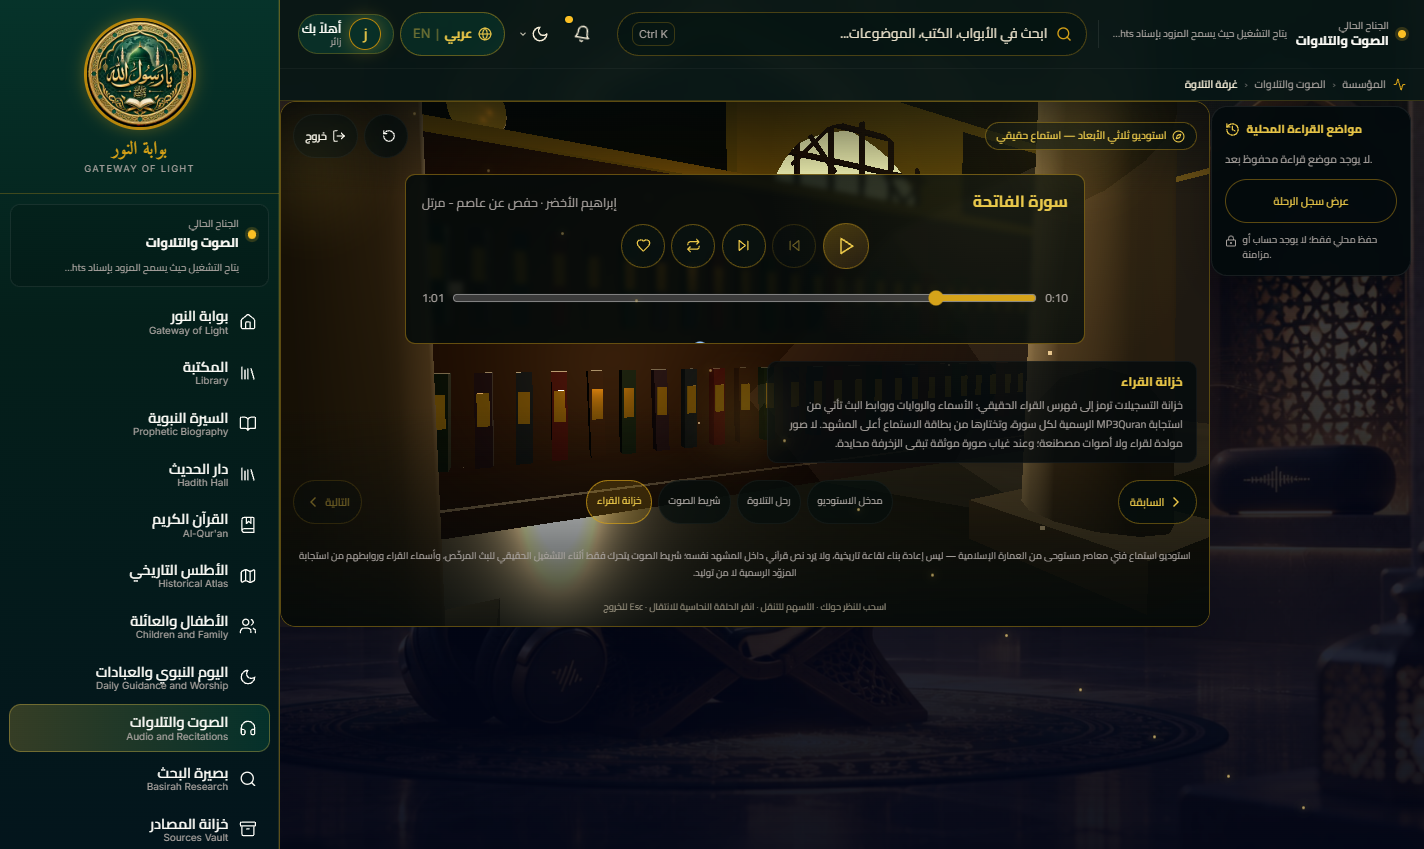 الجناح الحالي
الصوت والتلاوات
يتاح التشغيل حيث يسمح المزود بإسناد hts...
ابحث في الأبواب، الكتب، الموضوعات...
Ctrl K
عربي | EN
ز
أهلاً بك
زائر
المؤسسة ‹ الصوت والتلاوات ‹ غرفة التلاوة
يا رسول الله
بوابة النور
GATEWAY OF LIGHT
الجناح الحالي
الصوت والتلاوات
يتاح التشغيل حيث يسمح المزود بإسناد hts...
بوابة النور
Gateway of Light
المكتبة
Library
السيرة النبوية
Prophetic Biography
دار الحديث
Hadith Hall
القرآن الكريم
Al-Qur'an
الأطلس التاريخي
Historical Atlas
الأطفال والعائلة
Children and Family
اليوم النبوي والعبادات
Daily Guidance and Worship
الصوت والتلاوات
Audio and Recitations
بصيرة البحث
Basirah Research
خزانة المصادر
Sources Vault
مواضع القراءة المحلية
لا يوجد موضع قراءة محفوظ بعد.
عرض سجل الرحلة
حفظ محلي فقط؛ لا يوجد حساب أو
مزامنة.
استوديو ثلاثي الأبعاد — استماع حقيقي
خروج
سورة الفاتحة
إبراهيم الأخضر · حفص عن عاصم - مرتل
0:10
1:01
خزانة القراء
خزانة التسجيلات ترمز إلى فهرس القراء الحقيقي؛ الأسماء والروايات وروابط البث تأتي من
استجابة MP3Quran الرسمية لكل سورة، وتختارها من بطاقة الاستماع أعلى المشهد. لا صور
مولدة لقراء ولا أصوات مصطنعة؛ وعند غياب صورة موثقة تبقى الزخرفة محايدة.
السابقة
مدخل الاستوديو
رحل التلاوة
شريط الصوت
خزانة القراء
التالية
استوديو استماع فني معاصر مستوحى من العمارة الإسلامية — ليس إعادة بناء لقاعة تاريخية، ولا يَرِد نص قرآني داخل المشهد نفسه؛ شريط الصوت يتحرك فقط أثناء التشغيل الحقيقي للبث المرخّص، وأسماء القراء وروابطهم من استجابة
المزوّد الرسمية لا من توليد.
اسحب للنظر حولك · الأسهم للتنقل · انقر الحلقة النحاسية للانتقال · Esc للخروج